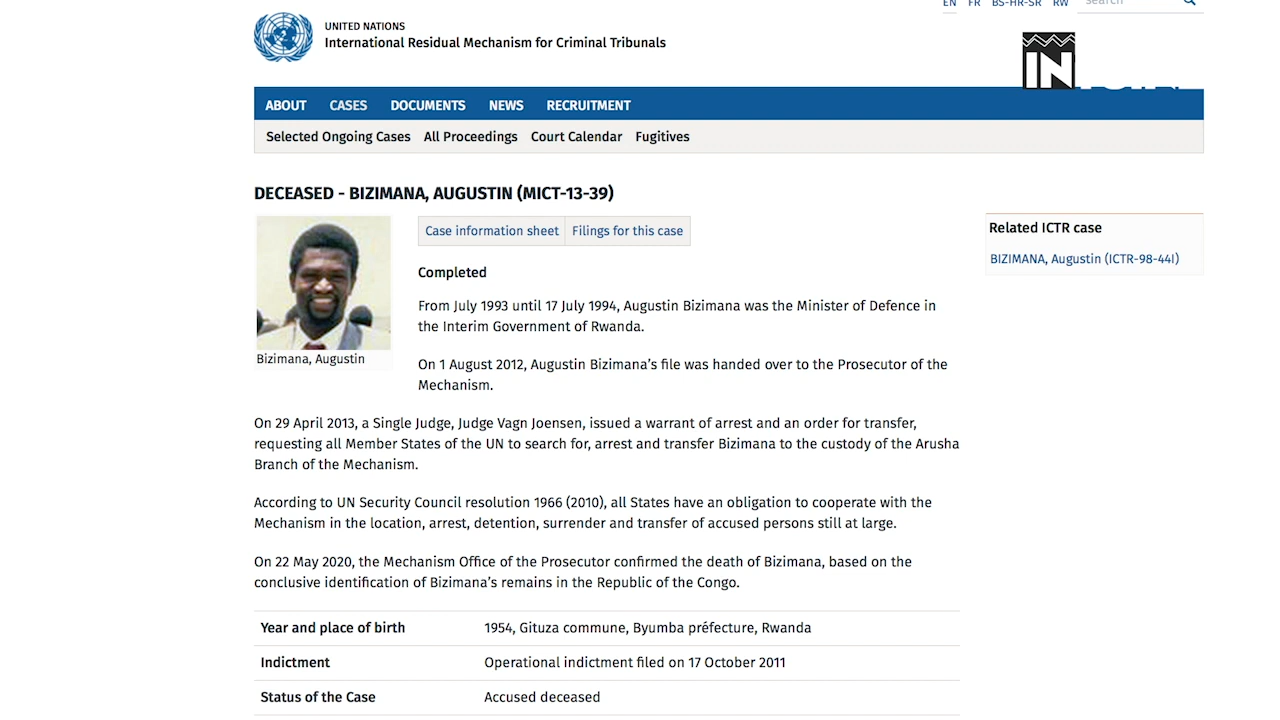 EN FR BS-HR-SR RW search
UNITED NATIONS
International Residual Mechanism for Criminal Tribunals
IN
ABOUT CASES DOCUMENTS NEWS RECRUITMENT
Selected Ongoing Cases All Proceedings Court Calendar Fugitives
DECEASED - BIZIMANA, AUGUSTIN (MICT-13-39)
Case information sheet Filings for this case
Related ICTR case
BIZIMANA, Augustin (ICTR-98-44I)
Completed
From July 1993 until 17 July 1994, Augustin Bizimana was the Minister of Defence in
the Interim Government of Rwanda.
Bizimana, Augustin
On 1 August 2012, Augustin Bizimana’s file was handed over to the Prosecutor of the
Mechanism.
On 29 April 2013, a Single Judge, Judge Vagn Joensen, issued a warrant of arrest and an order for transfer,
requesting all Member States of the UN to search for, arrest and transfer Bizimana to the custody of the Arusha
Branch of the Mechanism.
According to UN Security Council resolution 1966 (2010), all States have an obligation to cooperate with the
Mechanism in the location, arrest, detention, surrender and transfer of accused persons still at large.
On 22 May 2020, the Mechanism Office of the Prosecutor confirmed the death of Bizimana, based on the
conclusive identification of Bizimana’s remains in the Republic of the Congo.
Year and place of birth 1954, Gituza commune, Byumba préfecture, Rwanda
Indictment Operational indictment filed on 17 October 2011
Status of the Case Accused deceased